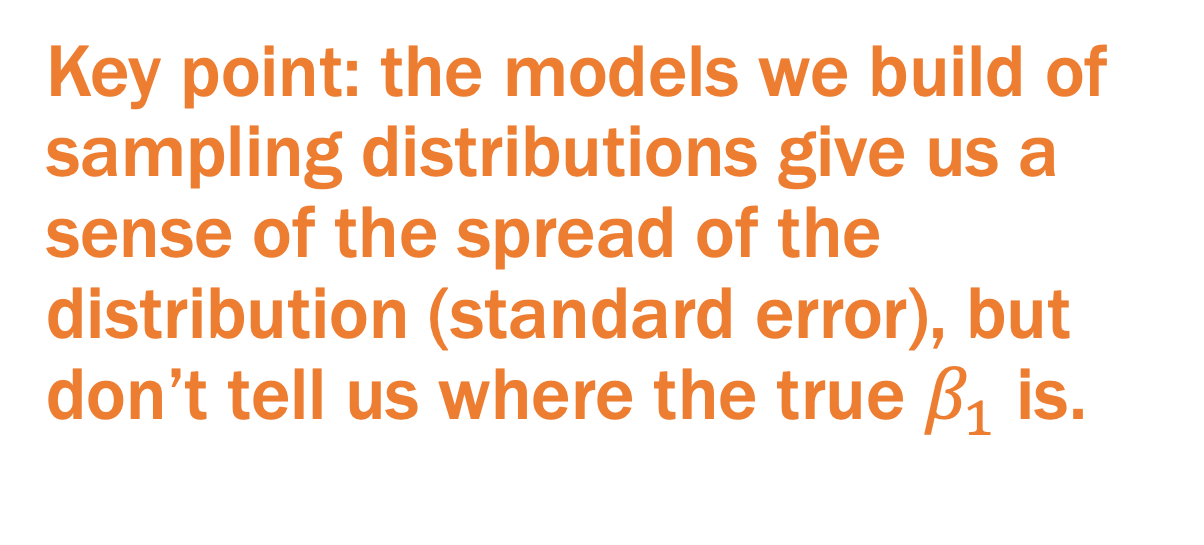 Key point: the models we build of
sampling distributions give us a
sense of the spread of the
distribution (standard error), but
don’t tell us where the true 𝛽₁ is.